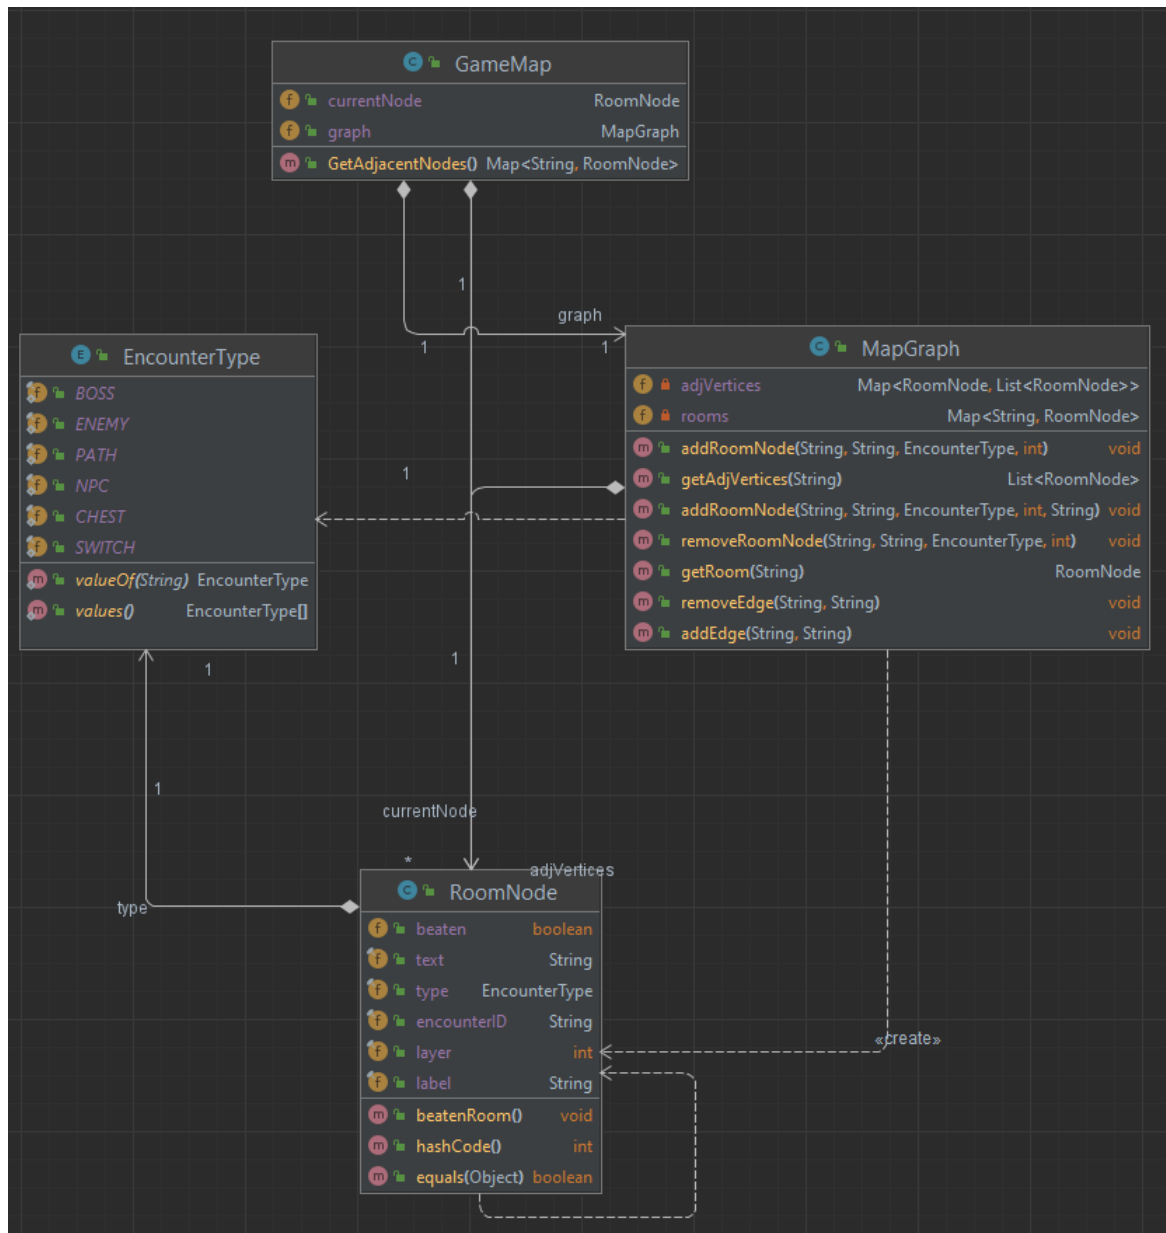 C GameMap
f currentNode RoomNode
f graph MapGraph
m GetAdjacentNodes() Map<String, RoomNode>
1
graph
1
1
E EncounterType
f BOSS
f ENEMY
f PATH
f NPC
f CHEST
f SWITCH
m valueOf(String) EncounterType
m values() EncounterType[]
C MapGraph
f adjVertices Map<RoomNode, List<RoomNode>>
f rooms Map<String, RoomNode>
m addRoomNode(String, String, EncounterType, int) void
m getAdjVertices(String) List<RoomNode>
m addRoomNode(String, String, EncounterType, int, String) void
m removeRoomNode(String, String, EncounterType, int) void
m getRoom(String) RoomNode
m removeEdge(String, String) void
m addEdge(String, String) void
1
1
1
1
currentNode
*
adjVertices
type
C RoomNode
f beaten boolean
f text String
f type EncounterType
f encounterID String
f layer int
f label String
m beatenRoom() void
m hashCode() int
m equals(Object) boolean
«create»